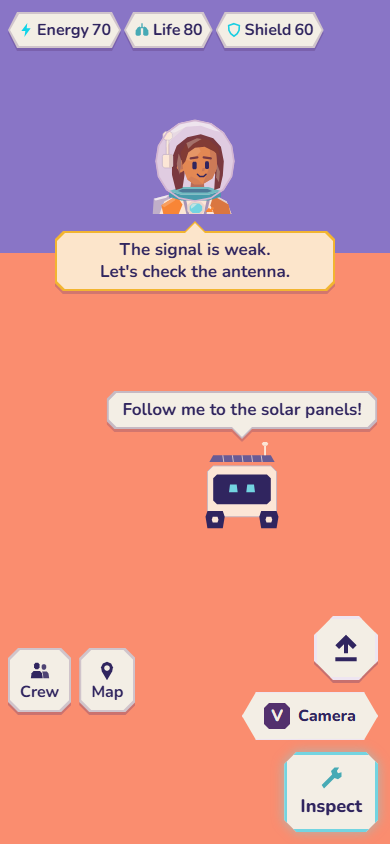 Energy 70
Life 80
Shield 60
The signal is weak.
Let's check the antenna.
Follow me to the solar panels!
Crew
Map
V Camera
Inspect